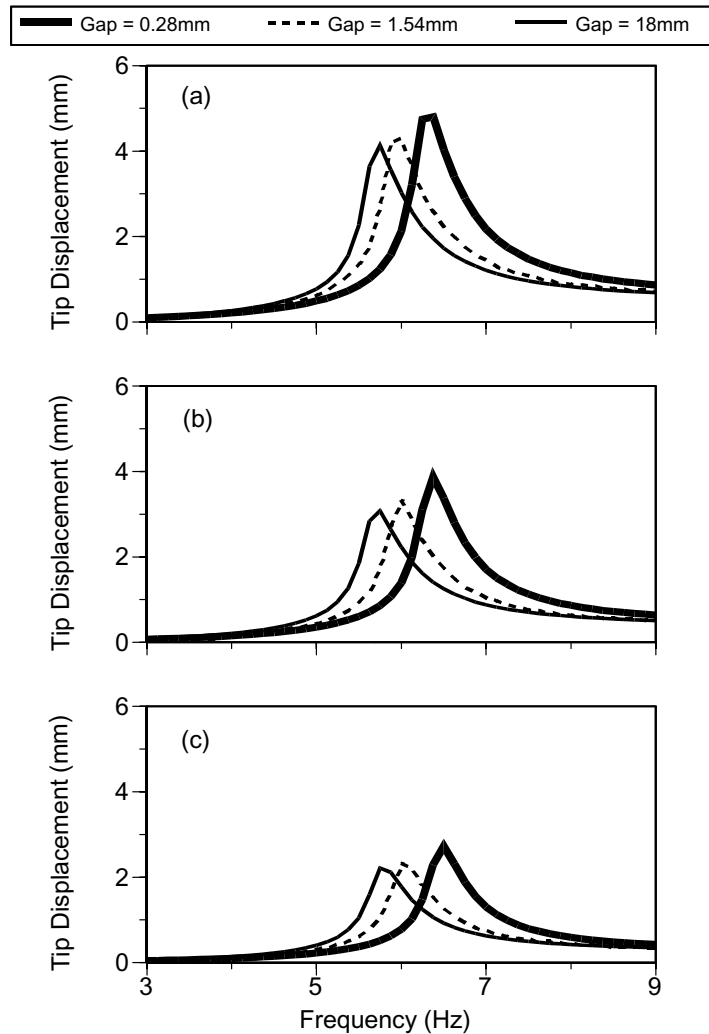 Gap = 0.28mm Gap = 1.54mm Gap = 18mm
6
(a)
Tip Displacement (mm)
4
2
0
6
(b)
Tip Displacement (mm)
4
2
0
6
(c)
Tip Displacement (mm)
4
2
0
3 5 7 9
Frequency (Hz)